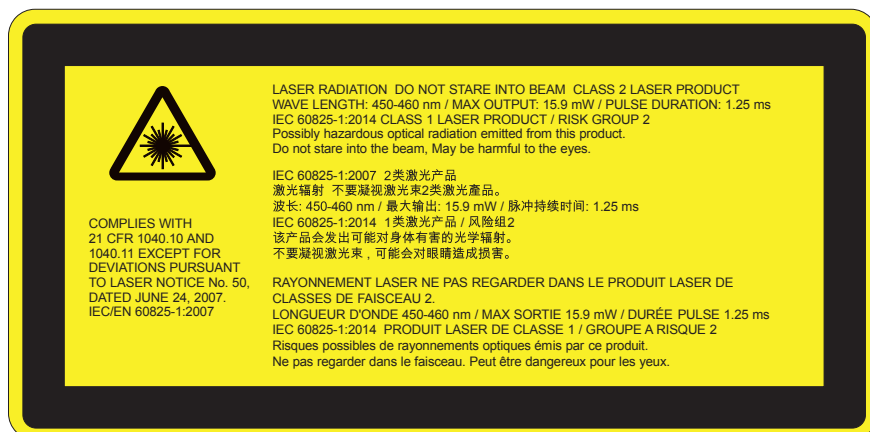 COMPLIES WITH
21 CFR 1040.10 AND
1040.11 EXCEPT FOR
DEVIATIONS PURSUANT
TO LASER NOTICE No. 50,
DATED JUNE 24, 2007.
IEC/EN 60825-1:2007
LASER RADIATION DO NOT STARE INTO BEAM CLASS 2 LASER PRODUCT
WAVE LENGTH: 450-460 nm / MAX OUTPUT: 15.9 mW / PULSE DURATION: 1.25 ms
IEC 60825-1:2014 CLASS 1 LASER PRODUCT / RISK GROUP 2
Possibly hazardous optical radiation emitted from this product.
Do not stare into the beam, May be harmful to the eyes.
IEC 60825-1:2007 2类激光产品
激光辐射 不要凝视激光束2类激光產品。
波长: 450-460 nm / 最大输出: 15.9 mW / 脉冲持续时间: 1.25 ms
IEC 60825-1:2014 1类激光产品 / 风险组2
该产品会发出可能对身体有害的光学辐射。
不要凝视激光束，可能会对眼睛造成损害。
RAYONNEMENT LASER NE PAS REGARDER DANS LE PRODUIT LASER DE
CLASSES DE FAISCEAU 2.
LONGUEUR D'ONDE 450-460 nm / MAX SORTIE 15.9 mW / DURÉE PULSE 1.25 ms
IEC 60825-1:2014 PRODUIT LASER DE CLASSE 1 / GROUPE A RISQUE 2
Risques possibles de rayonnements optiques émis par ce produit.
Ne pas regarder dans le faisceau. Peut être dangereux pour les yeux.